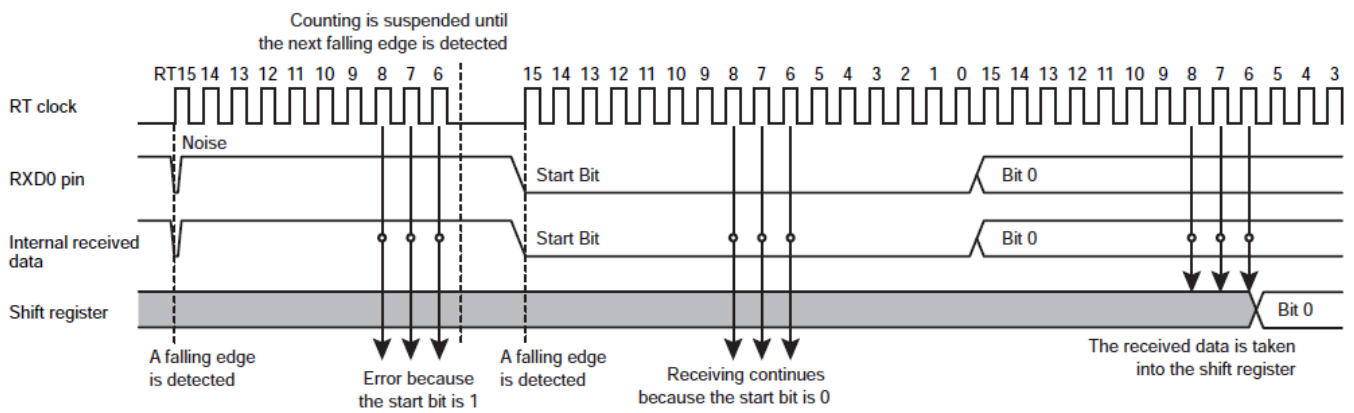 Counting is suspended until
the next falling edge is detected
RT15 14 13 12 11 10 9 8 7 6 15 14 13 12 11 10 9 8 7 6 5 4 3 2 1 0 15 14 13 12 11 10 9 8 7 6 5 4 3
RT clock
Noise
RXD0 pin
Start Bit
Bit 0
Internal received
data
Start Bit
Bit 0
Shift register
Bit 0
A falling edge
is detected
Error because
the start bit is 1
A falling edge
is detected
Receiving continues
because the start bit is 0
The received data is taken
into the shift register